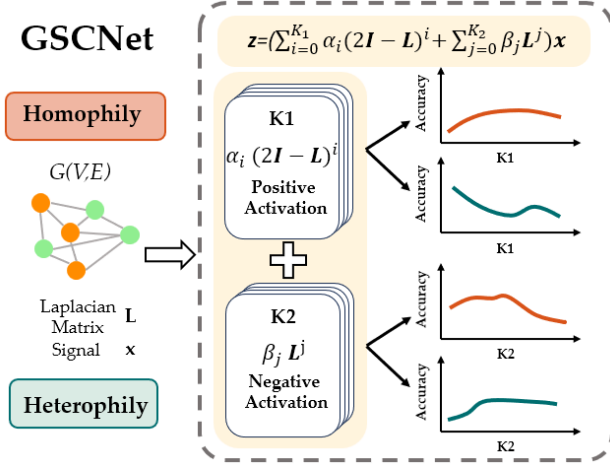 GSCNet
z=(∑_{i=0}^{K_1} α_i(2I − L)^i + ∑_{j=0}^{K_2} β_j L^j)x
Homophily
G(V,E)
Laplacian
Matrix L
Signal x
Heterophily
K1
α_i (2I − L)^i
Positive
Activation
K2
β_j L^j
Negative
Activation
Accuracy
K1
Accuracy
K1
Accuracy
K2
Accuracy
K2